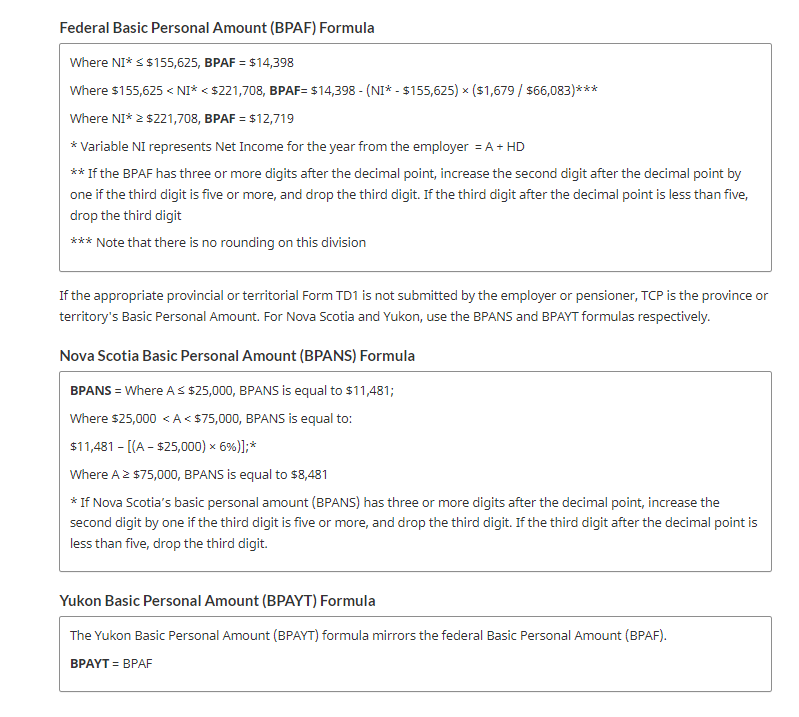 Federal Basic Personal Amount (BPAF) Formula
Where NI* ≤ $155,625, BPAF = $14,398
Where $155,625 < NI* < $221,708, BPAF= $14,398 - (NI* - $155,625) × ($1,679 / $66,083)***
Where NI* ≥ $221,708, BPAF = $12,719
* Variable NI represents Net Income for the year from the employer = A + HD
** If the BPAF has three or more digits after the decimal point, increase the second digit after the decimal point by
one if the third digit is five or more, and drop the third digit. If the third digit after the decimal point is less than five,
drop the third digit
*** Note that there is no rounding on this division
If the appropriate provincial or territorial Form TD1 is not submitted by the employer or pensioner, TCP is the province or
territory's Basic Personal Amount. For Nova Scotia and Yukon, use the BPANS and BPAYT formulas respectively.
Nova Scotia Basic Personal Amount (BPANS) Formula
BPANS = Where A ≤ $25,000, BPANS is equal to $11,481;
Where $25,000 < A < $75,000, BPANS is equal to:
$11,481 – [(A – $25,000) × 6%)];*
Where A ≥ $75,000, BPANS is equal to $8,481
* If Nova Scotia's basic personal amount (BPANS) has three or more digits after the decimal point, increase the
second digit by one if the third digit is five or more, and drop the third digit. If the third digit after the decimal point is
less than five, drop the third digit.
Yukon Basic Personal Amount (BPAYT) Formula
The Yukon Basic Personal Amount (BPAYT) formula mirrors the federal Basic Personal Amount (BPAF).
BPAYT = BPAF